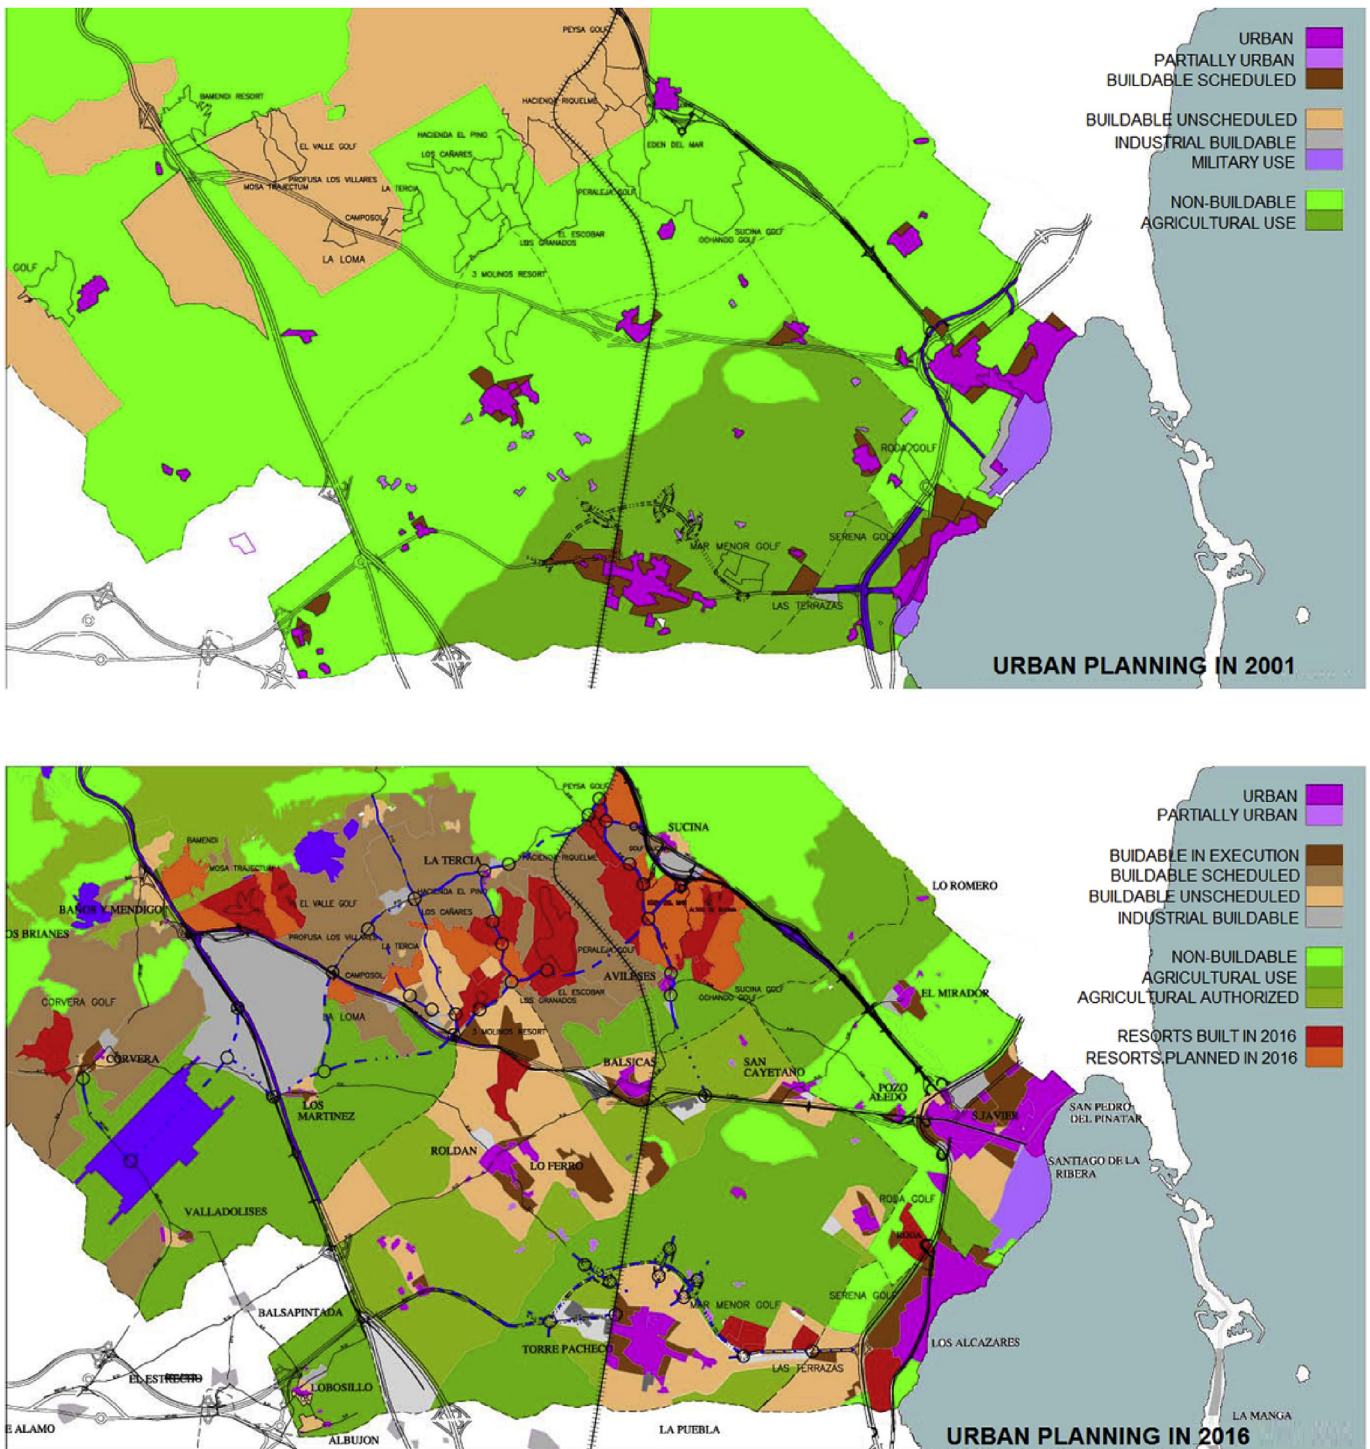 URBAN
PARTIALLY URBAN
BUILDABLE SCHEDULED
BUILDABLE UNSCHEDULED
INDUSTRIAL BUILDABLE
MILITARY USE
NON-BUILDABLE
AGRICULTURAL USE
PEYSA GOLF
BAMENDI RESORT
HACIENDA RIQUELME
HACIENDA EL PINO
EL VALLE GOLF
LOS CAÑARES
EDEN DEL MAR
PROFUSA LOS VILLARES
MOSA TRAJECTUM
LA TERCIA
PERALEJA GOLF
CAMPOSOL
EL ESCOBAR
SUCINA GOLF
LOS GRANADOS
OCHANDO GOLF
LA LOMA
GOLF
3 MOLINOS RESORT
RODA GOLF
SERENA GOLF
MAR MENOR GOLF
LAS TERRAZAS
URBAN PLANNING IN 2001
URBAN
PARTIALLY URBAN
BUIDABLE IN EXECUTION
BUILDABLE SCHEDULED
BUILDABLE UNSCHEDULED
INDUSTRIAL BUILDABLE
NON-BUILDABLE
AGRICULTURAL USE
AGRICULTURAL AUTHORIZED
RESORTS BUILT IN 2016
RESORTS PLANNED IN 2016
PEYSA GOLF
SUCINA
BAMENDI
LA TERCIA
HACIENDA RIQUELME
MOSA TRAJECTUM
LO ROMERO
HACIENDA EL PINO
EL VALLE GOLF
BAÑOS Y MENDIGO
LOS CAÑARES
OS BRIANES
PROFUSA LOS VILLARES
LA TERCIA
PERALEJA GOLF
CAMPOSOL
AVILESES
EL ESCOBAR
SUCINA GOLF
EL MIRADOR
CORVERA GOLF
LOS GRANADOS
OCHANDO GOLF
LA LOMA
3 MOLINOS RESORT
CORVERA
BALSICAS
SAN
CAYETANO
POZO
ALEDO
LOS
MARTINEZ
S.JAVIER
SAN PEDRO
DEL PINATAR
ROLDAN
LO FERRO
SANTIAGO DE LA
RIBERA
RODA GOLF
VALLADOLISES
RODA
SERENA GOLF
BALSAPINTADA
MAR MENOR GOLF
LOS ALCAZARES
TORRE PACHECO
LAS TERRAZAS
EL ESTRECHO
LOBOSILLO
E ALAMO
ALBUJON
LA PUEBLA
LA MANGA
URBAN PLANNING IN 2016